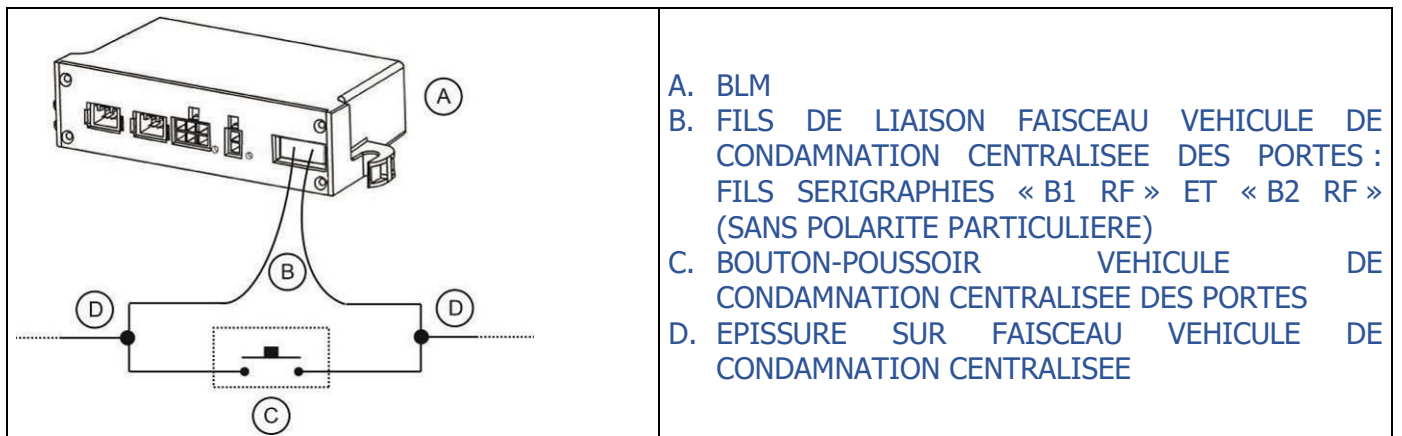 A
B
D
D
C
A. BLM
B. FILS DE LIAISON FAISCEAU VEHICULE DE
CONDAMNATION CENTRALISEE DES PORTES :
FILS SERIGRAPHIES « B1 RF » ET « B2 RF »
(SANS POLARITE PARTICULIERE)
C. BOUTON-POUSSOIR VEHICULE DE
CONDAMNATION CENTRALISEE DES PORTES
D. EPISSURE SUR FAISCEAU VEHICULE DE
CONDAMNATION CENTRALISEE